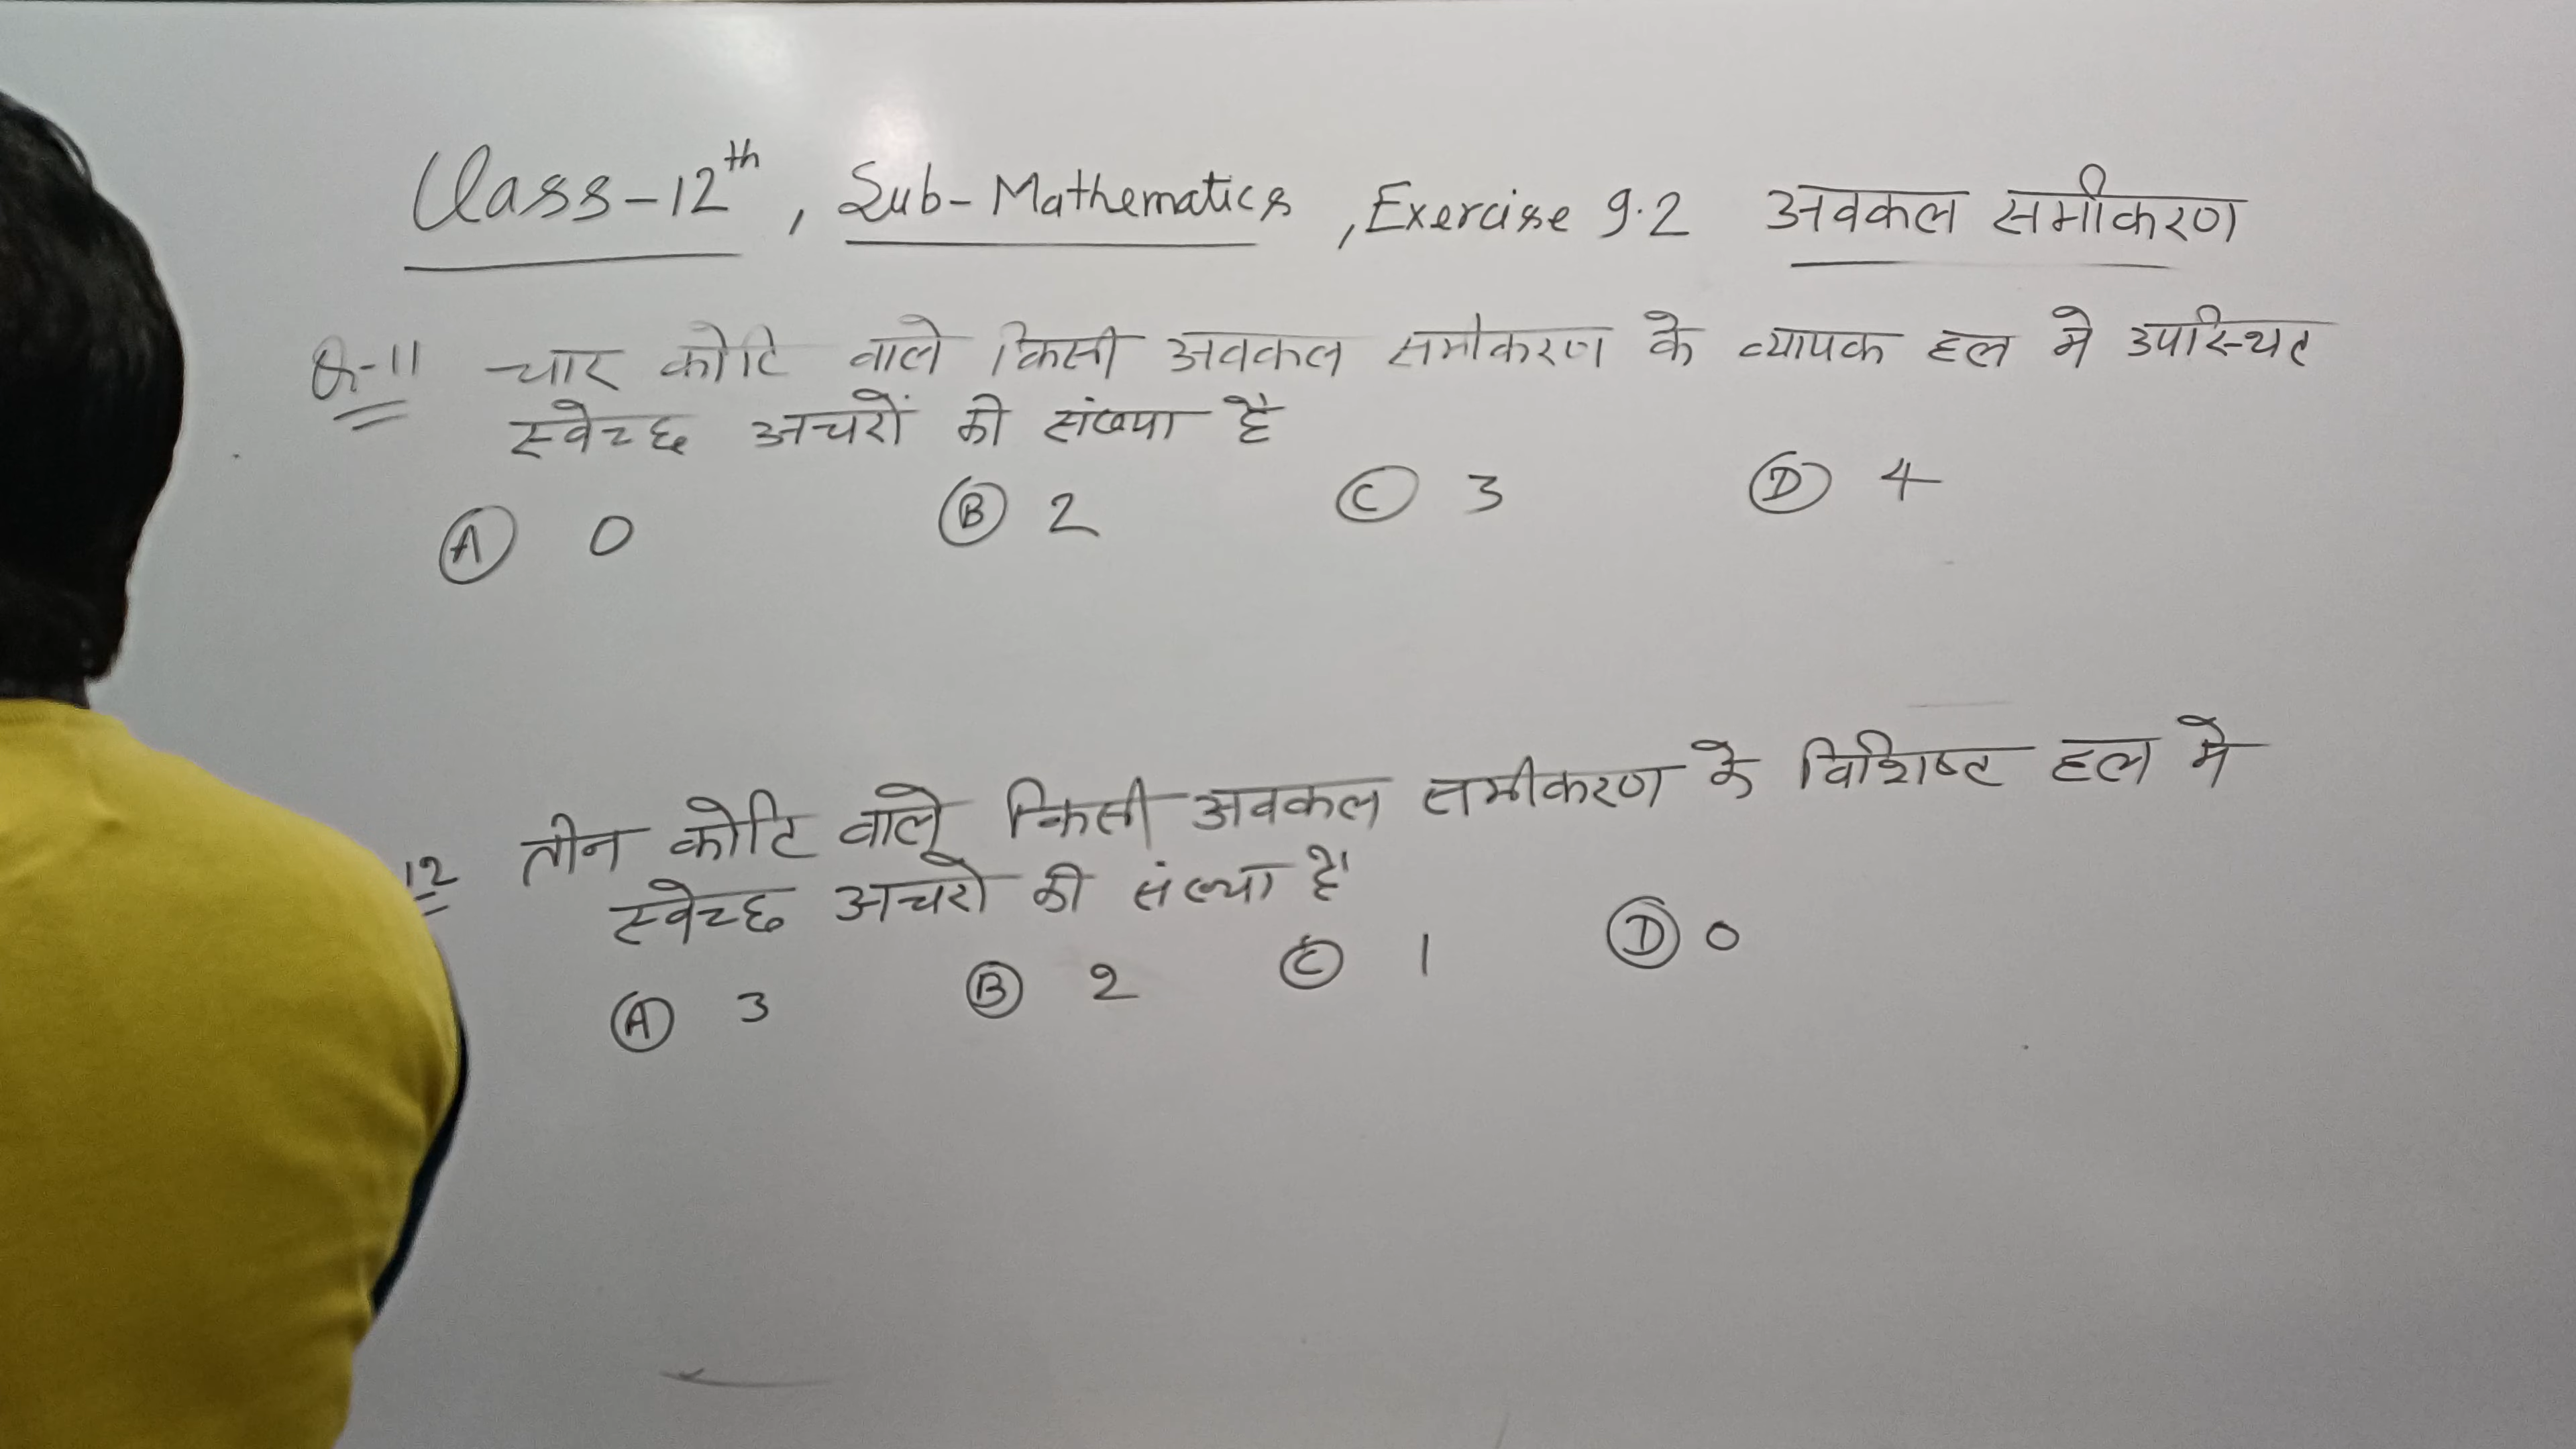 Class-12th, Sub-Mathematics, Exercise 9.2 अवकल समीकरण
Q-11 चार कोटि वाले किसी अवकल समीकरण के व्यापक हल मे उपस्थित
स्वेच्छ अचरों की संख्या है
(A) 0 (B) 2 (C) 3 (D) 4
12 तीन कोटि वाले किसी अवकल समीकरण के विशिष्ट हल मे
स्वेच्छ अचरो की संख्या है
(A) 3 (B) 2 (C) 1 (D) 0